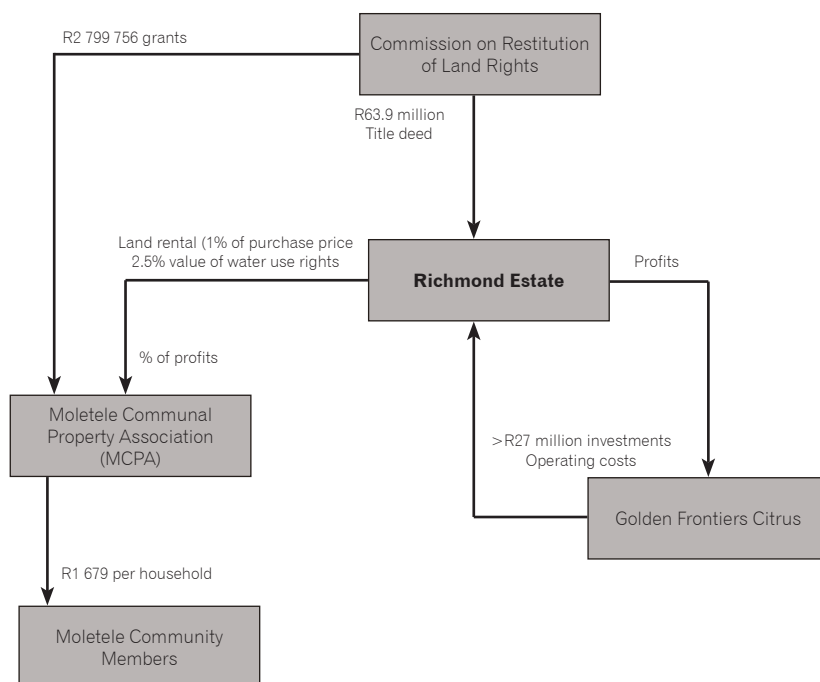 R2 799 756 grants
Commission on Restitution
of Land Rights
R63.9 million
Title deed
Land rental (1% of purchase price
2.5% value of water use rights
Richmond Estate
Profits
% of profits
Moletele Communal
Property Association
(MCPA)
>R27 million investments
Operating costs
Golden Frontiers Citrus
R1 679 per household
Moletele Community
Members